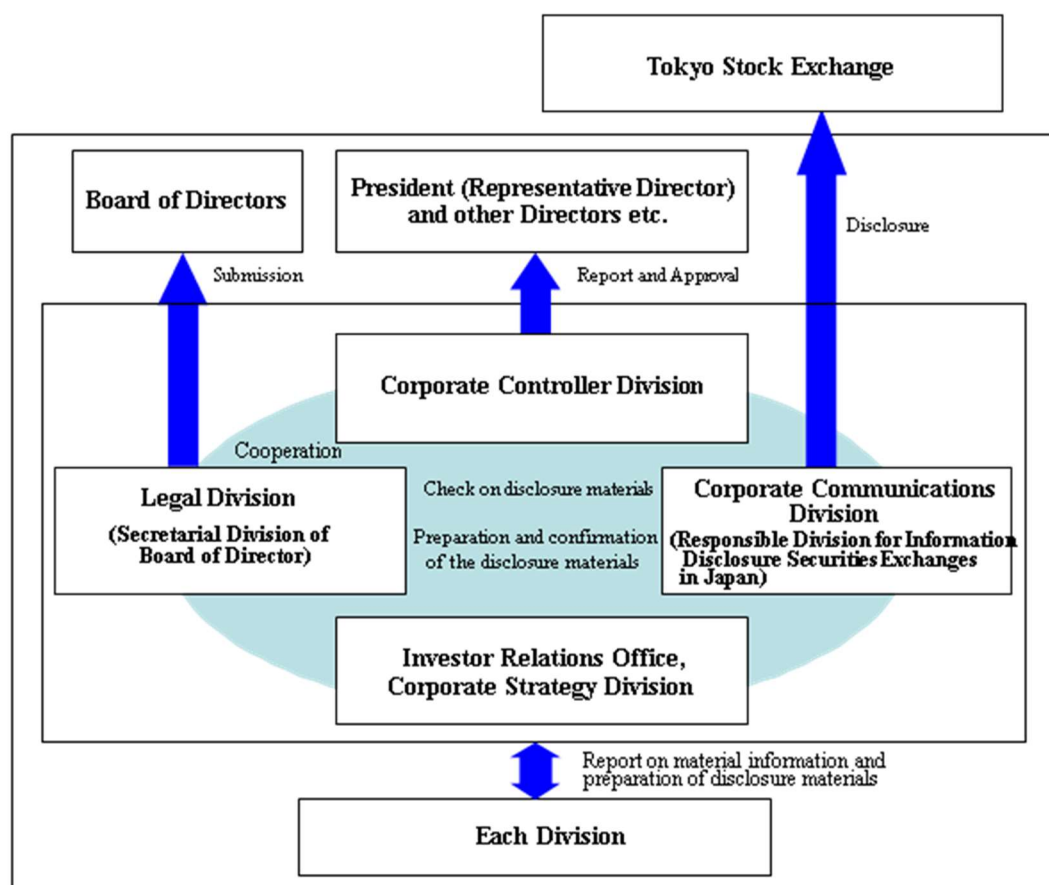 Tokyo Stock Exchange
Board of Directors
President (Representative Director)
and other Directors etc.
Disclosure
Submission
Report and Approval
Corporate Controller Division
Cooperation
Legal Division
(Secretarial Division of
Board of Director)
Check on disclosure materials
Preparation and confirmation
of the disclosure materials
Corporate Communications
Division
(Responsible Division for Information
Disclosure Securities Exchanges
in Japan)
Investor Relations Office,
Corporate Strategy Division
Report on material information and
preparation of disclosure materials
Each Division